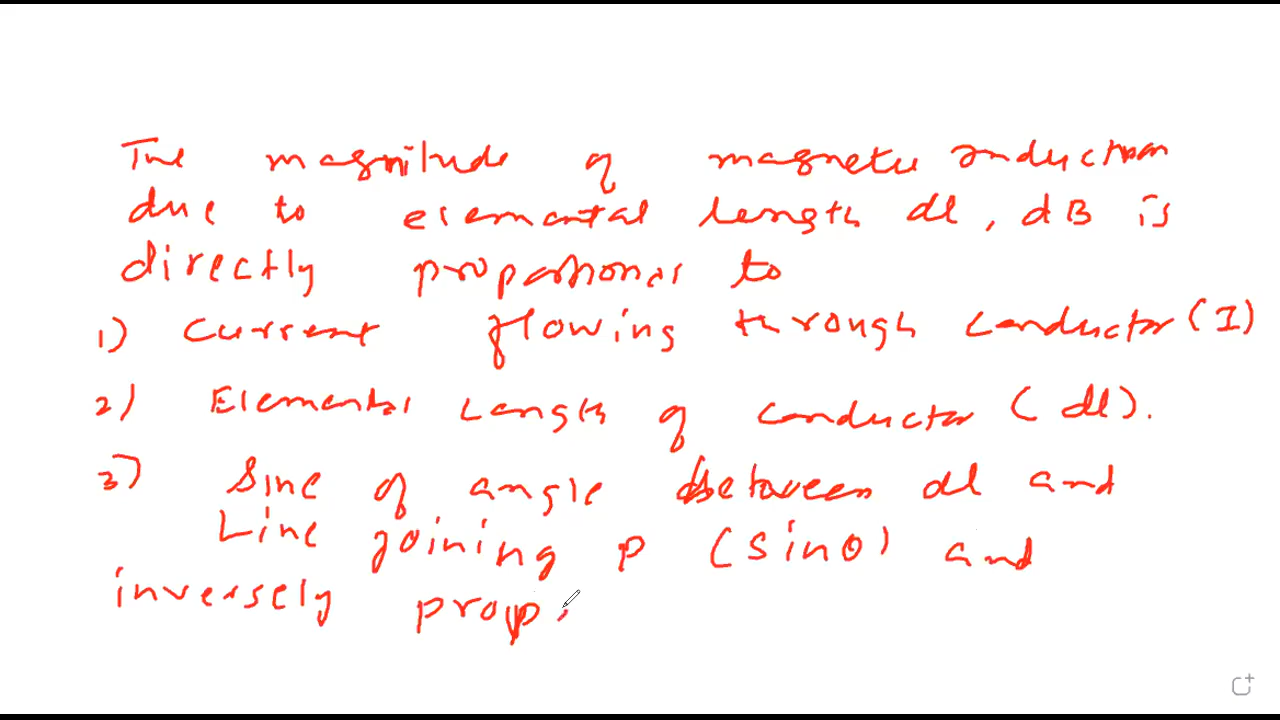 The magnitude of magnetic induction
due to elemental length dl, dB is
directly proportional to
1) Current flowing through conductor (I)
2) Elemental Length of conductor (dl).
3) Sine of angle between dl and
Line joining P (sinθ) and
inversely prop